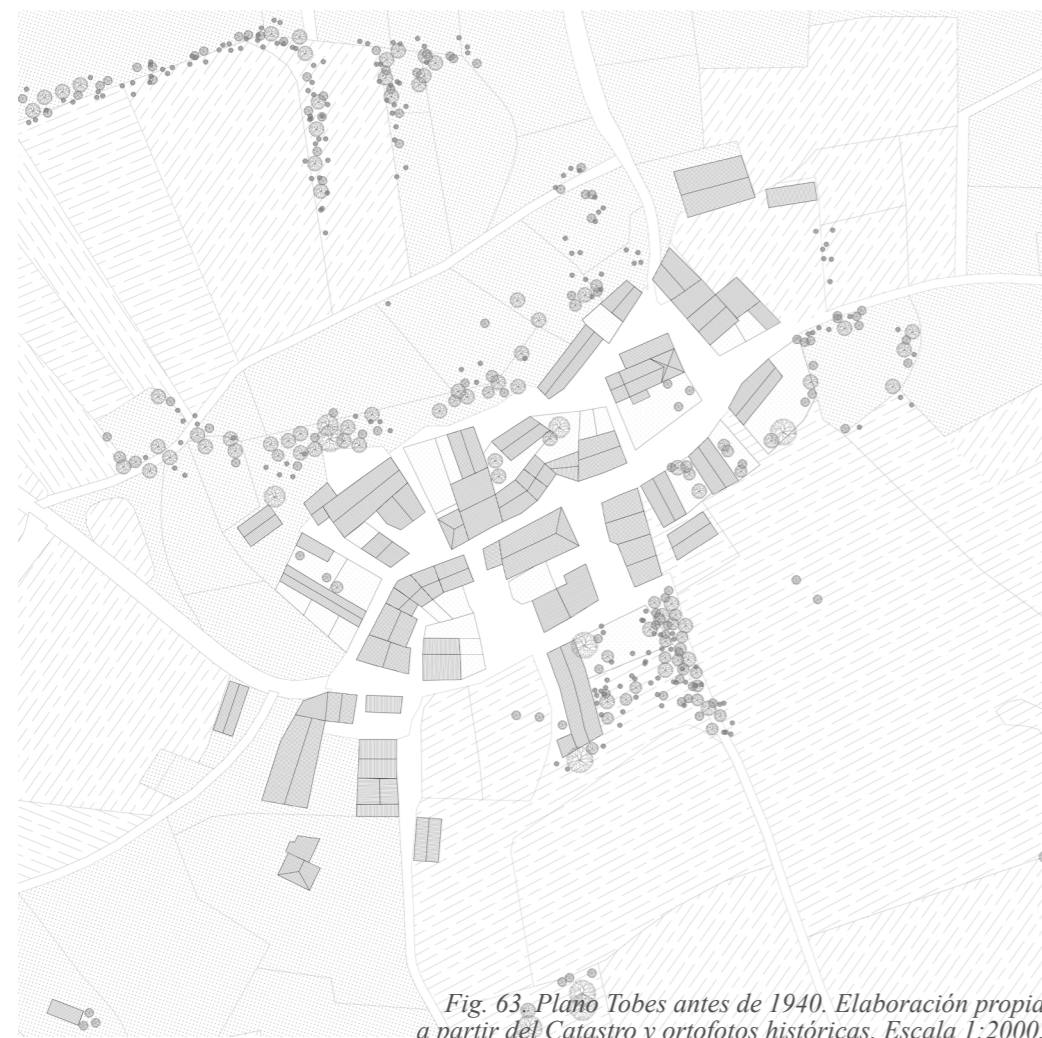 Fig. 63. Plano Tobes antes de 1940. Elaboración propia
a partir del Catastro y ortofotos históricas. Escala 1:2000.